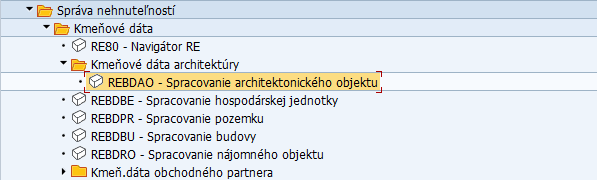 Správa nehnuteľností
Kmeňové dáta
RE80 - Navigátor RE
Kmeňové dáta architektúry
REBDAO - Spracovanie architektonického objektu
REBDBE - Spracovanie hospodárskej jednotky
REBDPR - Spracovanie pozemku
REBDBU - Spracovanie budovy
REBDRO - Spracovanie nájomného objektu
Kmeň.dáta obchodného partnera